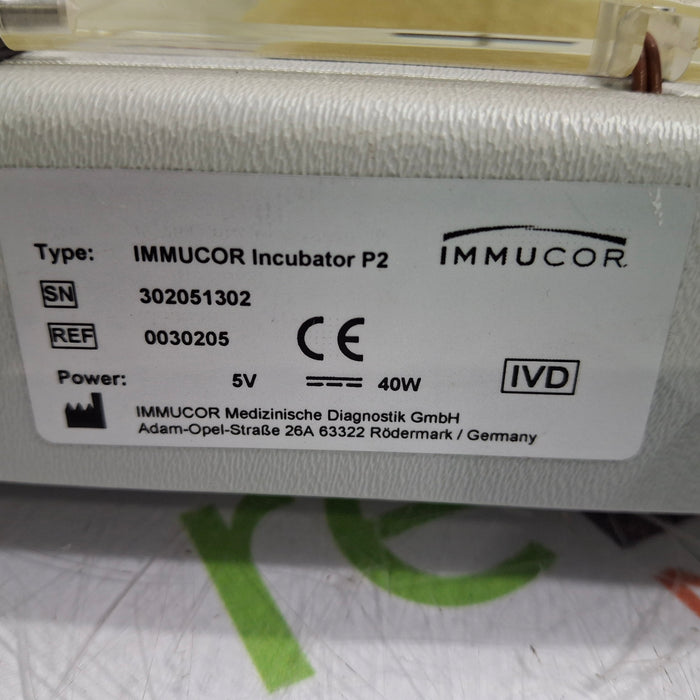 Type: IMMUCOR Incubator P2
IMMUCOR
SN 302051302
REF 0030205
CE
Power: 5V 40W
IVD
IMMUCOR Medizinische Diagnostik GmbH
Adam-Opel-Straße 26A 63322 Rödermark / Germany
re